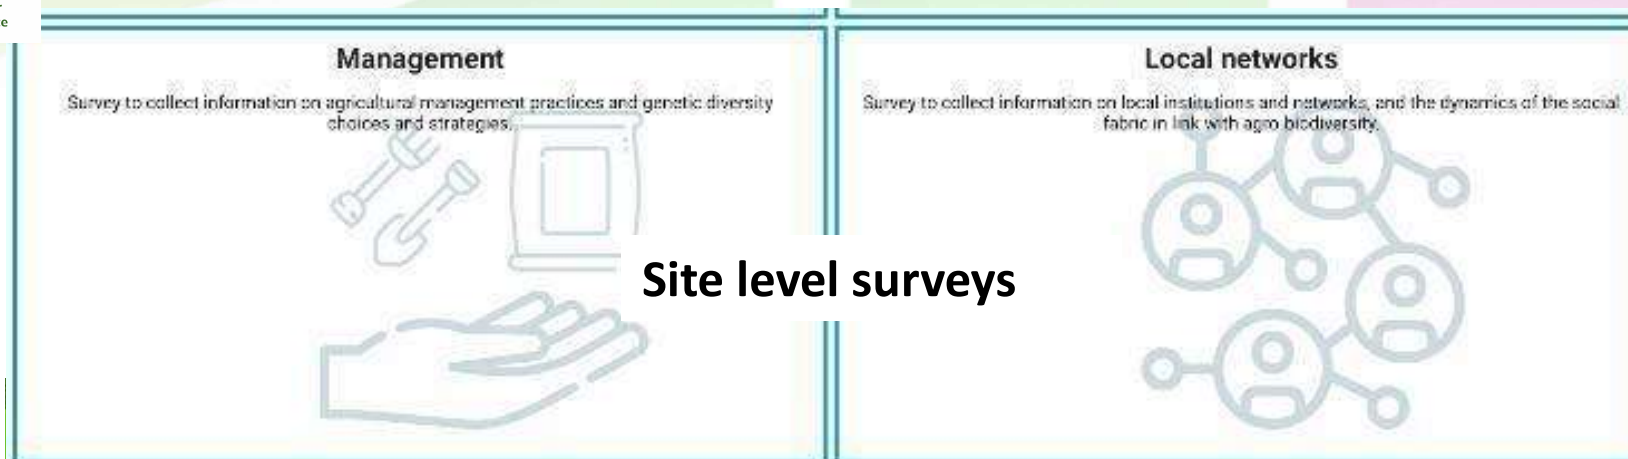 e
Management
Survey to collect information on agricultural management practices and genetic diversity
choices and strategies.
Local networks
Survey to collect information on local institutions and networks, and the dynamics of the social
fabric in link with agro biodiversity.
Site level surveys